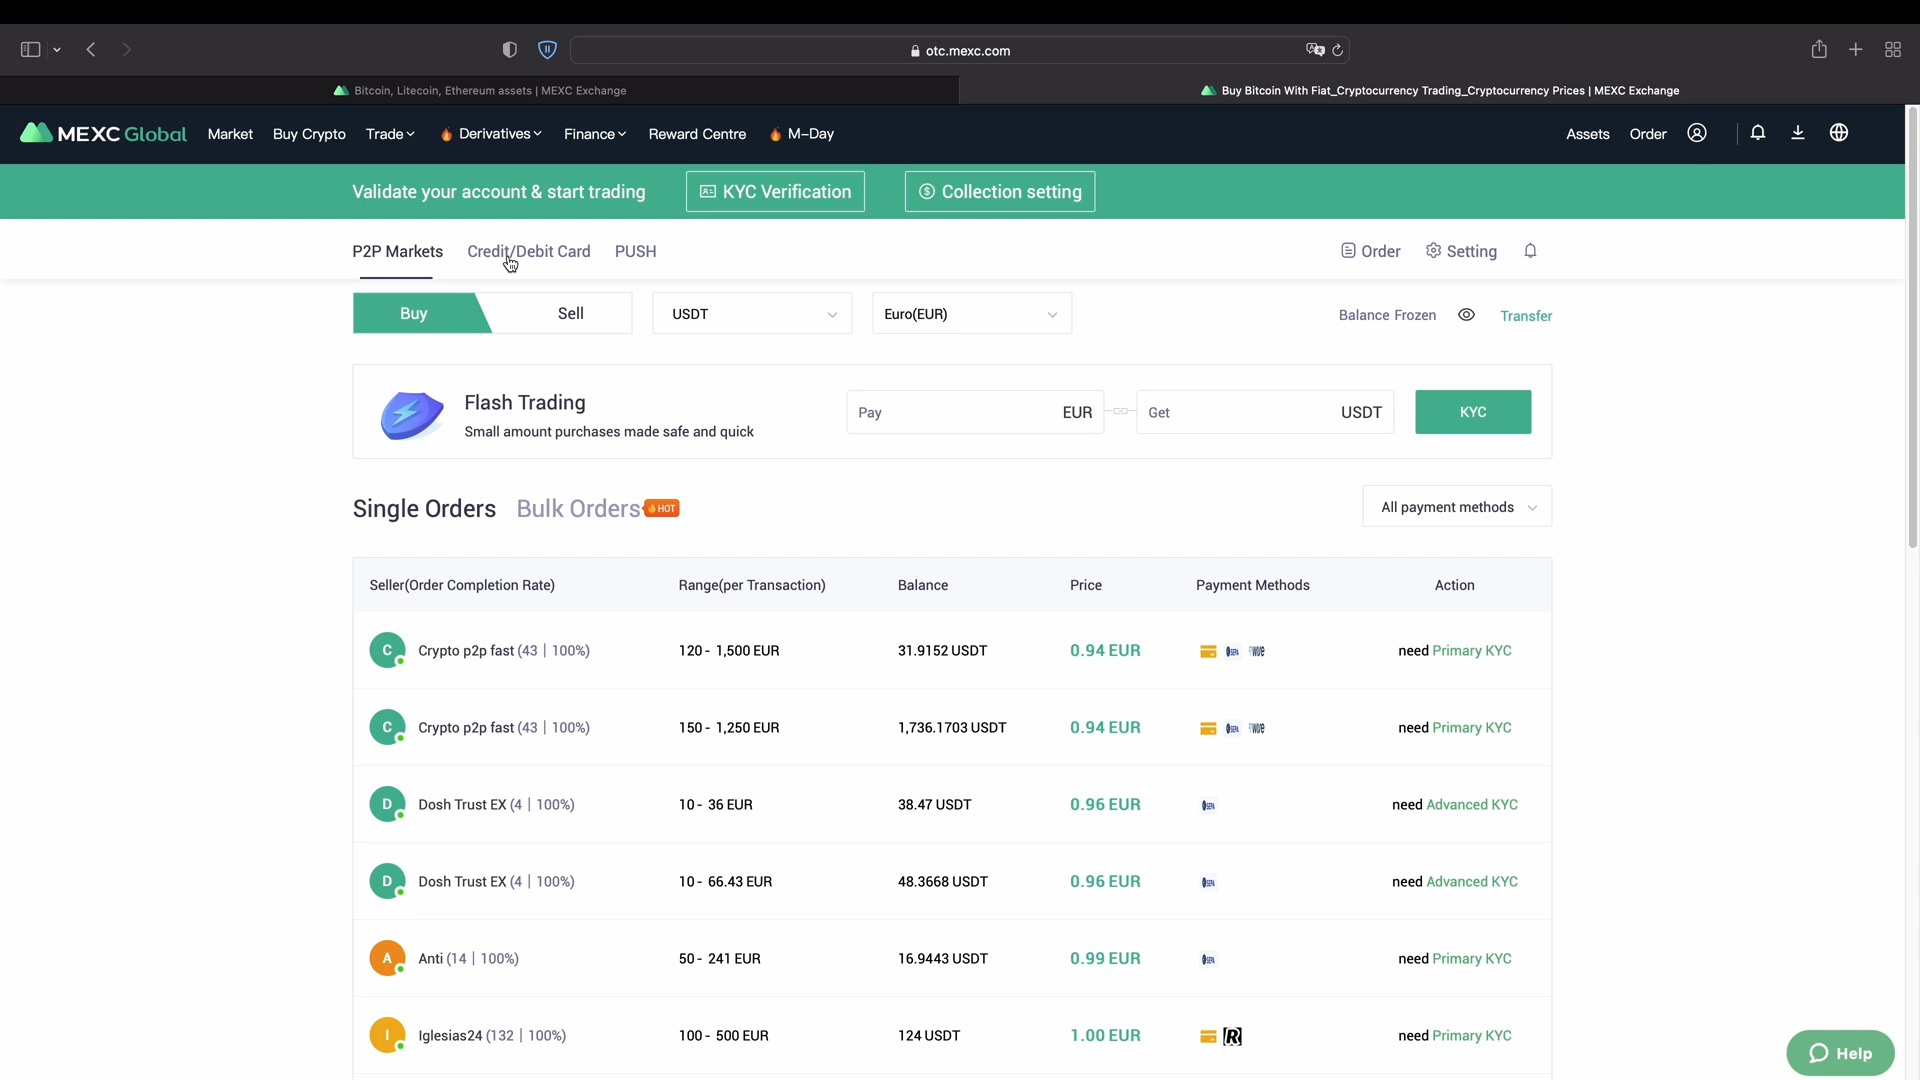 otc.mexc.com
Bitcoin, Litecoin, Ethereum assets | MEXC Exchange
Buy Bitcoin With Fiat_Cryptocurrency Trading_Cryptocurrency Prices | MEXC Exchange
MEXC Global Market Buy Crypto Trade Derivatives Finance Reward Centre M-Day Assets Order
Validate your account & start trading KYC Verification Collection setting
P2P Markets Credit/Debit Card PUSH Order Setting
Buy Sell USDT Euro(EUR) Balance Frozen Transfer
Flash Trading
Small amount purchases made safe and quick
Pay EUR Get USDT KYC
Single Orders Bulk Orders HOT All payment methods
Seller(Order Completion Rate) Range(per Transaction) Balance Price Payment Methods Action
C Crypto p2p fast (43 | 100%) 120 - 1,500 EUR 31.9152 USDT 0.94 EUR need Primary KYC
C Crypto p2p fast (43 | 100%) 150 - 1,250 EUR 1,736.1703 USDT 0.94 EUR need Primary KYC
D Dosh Trust EX (4 | 100%) 10 - 36 EUR 38.47 USDT 0.96 EUR need Advanced KYC
D Dosh Trust EX (4 | 100%) 10 - 66.43 EUR 48.3668 USDT 0.96 EUR need Advanced KYC
A Anti (14 | 100%) 50 - 241 EUR 16.9443 USDT 0.99 EUR need Primary KYC
I Iglesias24 (132 | 100%) 100 - 500 EUR 124 USDT 1.00 EUR R need Primary KYC
Help